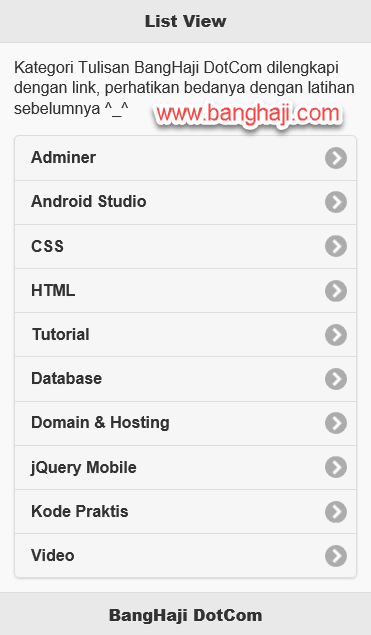 List View
Kategori Tulisan BangHaji DotCom dilengkapi
dengan link, perhatikan bedanya dengan latihan
sebelumnya ^_^
www.banghaji.com
Adminer
Android Studio
CSS
HTML
Tutorial
Database
Domain & Hosting
jQuery Mobile
Kode Praktis
Video
BangHaji DotCom